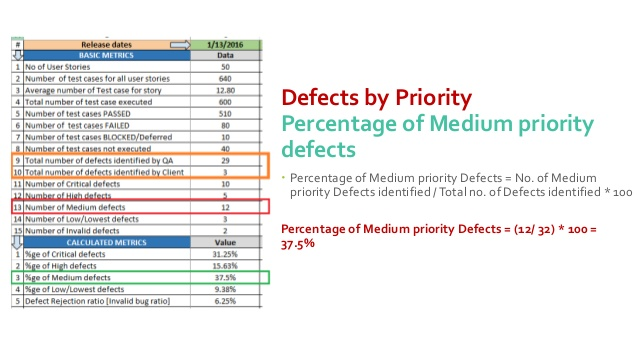 # Release dates 1/13/2016
BASIC METRICS Data
1 No of User Stories 50
2 Number of test cases for all user stories 640
3 Average number of Test case for story 12.80
4 Total number of test case executed 600
5 Number of test cases PASSED 510
6 Number of test cases FAILED 80
7 Number of test cases BLOCKED/Deferred 10
8 Number of test cases not executed 40
9 Total number of defects identified by QA 29
10 Total number of defects identified by Client 3
11 Number of Critical defects 10
12 Number of High defects 5
13 Number of Medium defects 12
14 Number of Low/Lowest defects 3
15 Number of Invalid defects 2
CALCULATED METRICS Value
1 %ge of Critical defects 31.25%
2 %ge of High defects 15.63%
3 %ge of Medium defects 37.5%
4 %ge of Low/Lowest defects 9.38%
5 Defect Rejection ratio [Invalid bug ratio] 6.25%
Defects by Priority
Percentage of Medium priority
defects
• Percentage of Medium priority Defects = No. of Medium
priority Defects identified / Total no. of Defects identified * 100
Percentage of Medium priority Defects = (12/ 32) * 100 =
37.5%